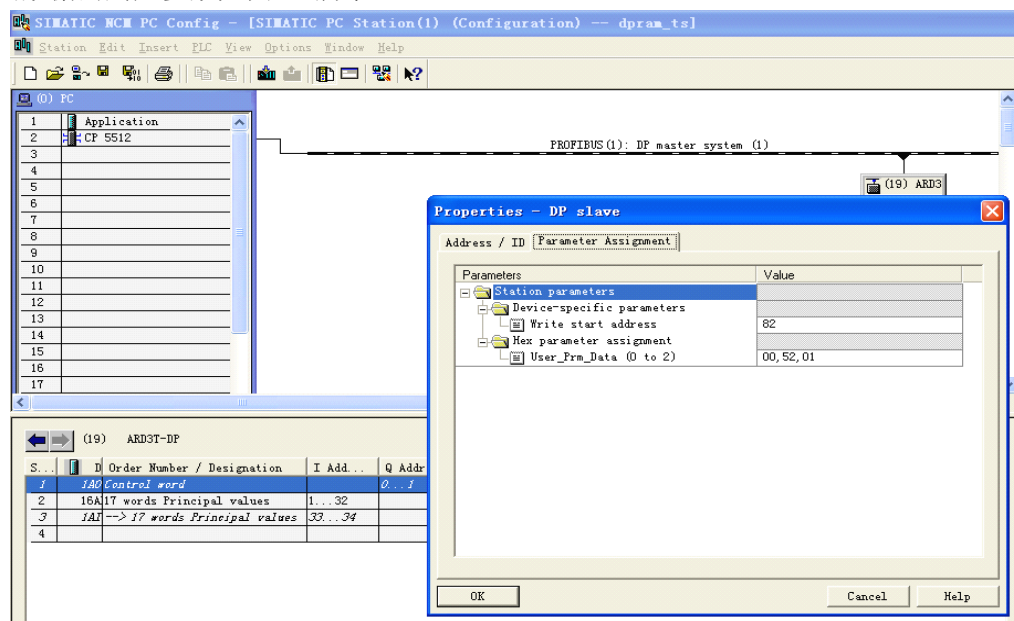 SIMATIC NCM PC Config - [SIMATIC PC Station(1) (Configuration) -- dpram_ts]
Station Edit Insert PLC View Options Window Help
(0) PC
1 Application
2 CP 5512
3
4
5
6
7
8
9
10
11
12
13
14
15
16
17
PROFIBUS(1): DP master system (1)
(19) ARD3
Properties - DP slave
Address / ID Parameter Assignment
Parameters Value
Station parameters
Device-specific parameters
Write start address 82
Hex parameter assignment
User_Prm_Data (0 to 2) 00,52,01
OK Cancel Help
(19) ARD3T-DP
S... D Order Number / Designation I Add... Q Addr
1 1AO Control word 0...1
2 16A 17 words Principal values 1...32
3 1AI --> 17 words Principal values 33...34
4